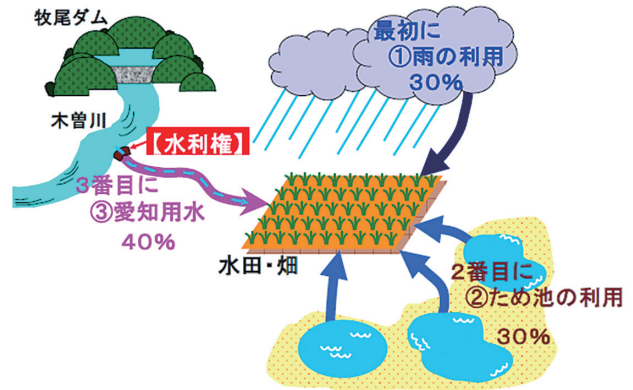 牧尾ダム
木曽川
【水利権】
最初に
①雨の利用
30%
3番目に
③愛知用水
40%
水田・畑
2番目に
②ため池の利用
30%